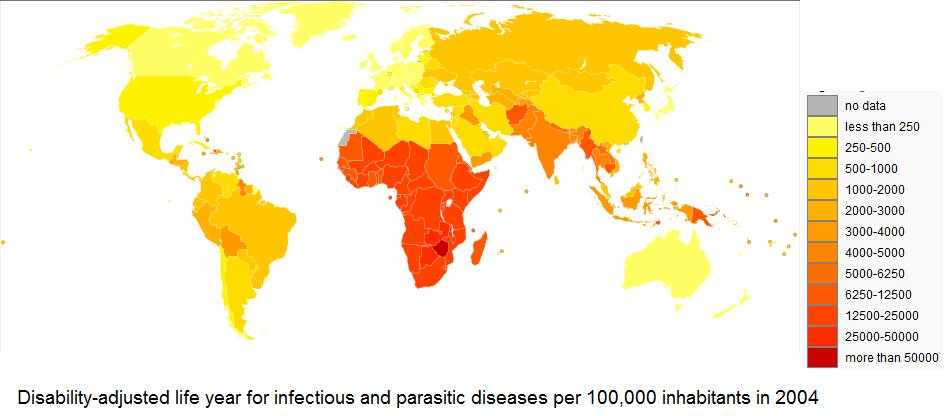 no data
less than 250
250-500
500-1000
1000-2000
2000-3000
3000-4000
4000-5000
5000-6250
6250-12500
12500-25000
25000-50000
more than 50000
Disability-adjusted life year for infectious and parasitic diseases per 100,000 inhabitants in 2004